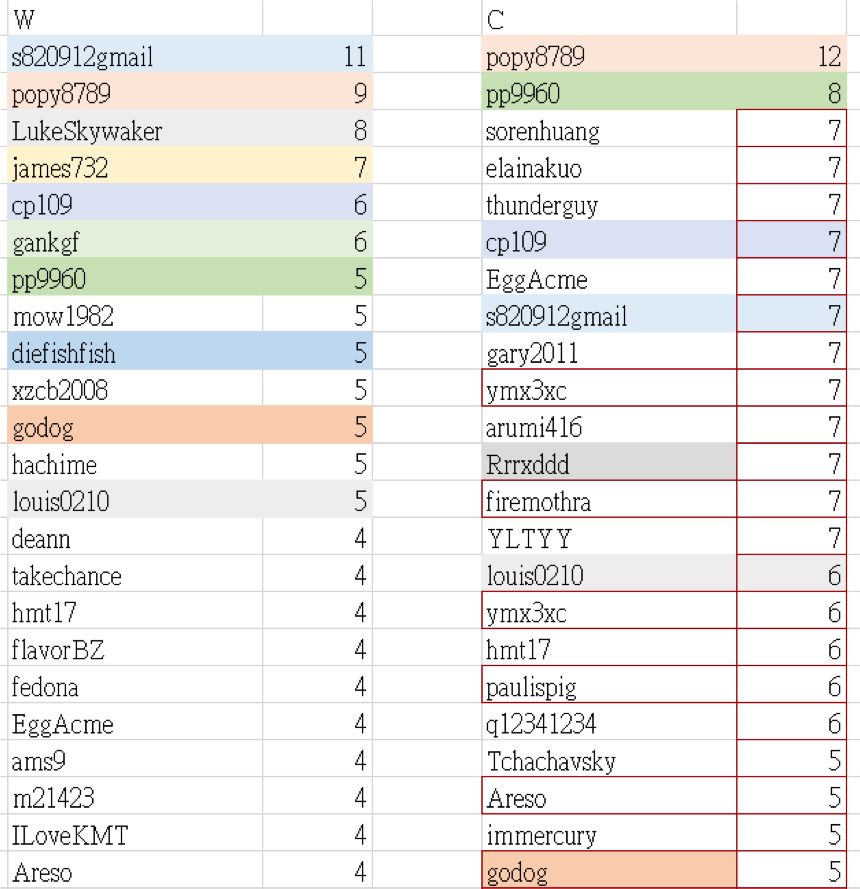 W C
s820912gmail 11 popy8789 12
popy8789 9 pp9960 8
LukeSkywaker 8 sorenhuang 7
james732 7 elainakuo 7
cp109 6 thunderguy 7
gankgf 6 cp109 7
pp9960 5 EggAcme 7
mow1982 5 s820912gmail 7
diefishfish 5 gary2011 7
xzcb2008 5 ymx3xc 7
godog 5 arumi416 7
hachime 5 Rrrxddd 7
louis0210 5 firemothra 7
deann 4 YLTYY 7
takechance 4 louis0210 6
hmt17 4 ymx3xc 6
flavorBZ 4 hmt17 6
fedona 4 paulispig 6
EggAcme 4 q12341234 6
ams9 4 Tchachavsky 5
m21423 4 Areso 5
ILoveKMT 4 immercury 5
Areso 4 godog 5